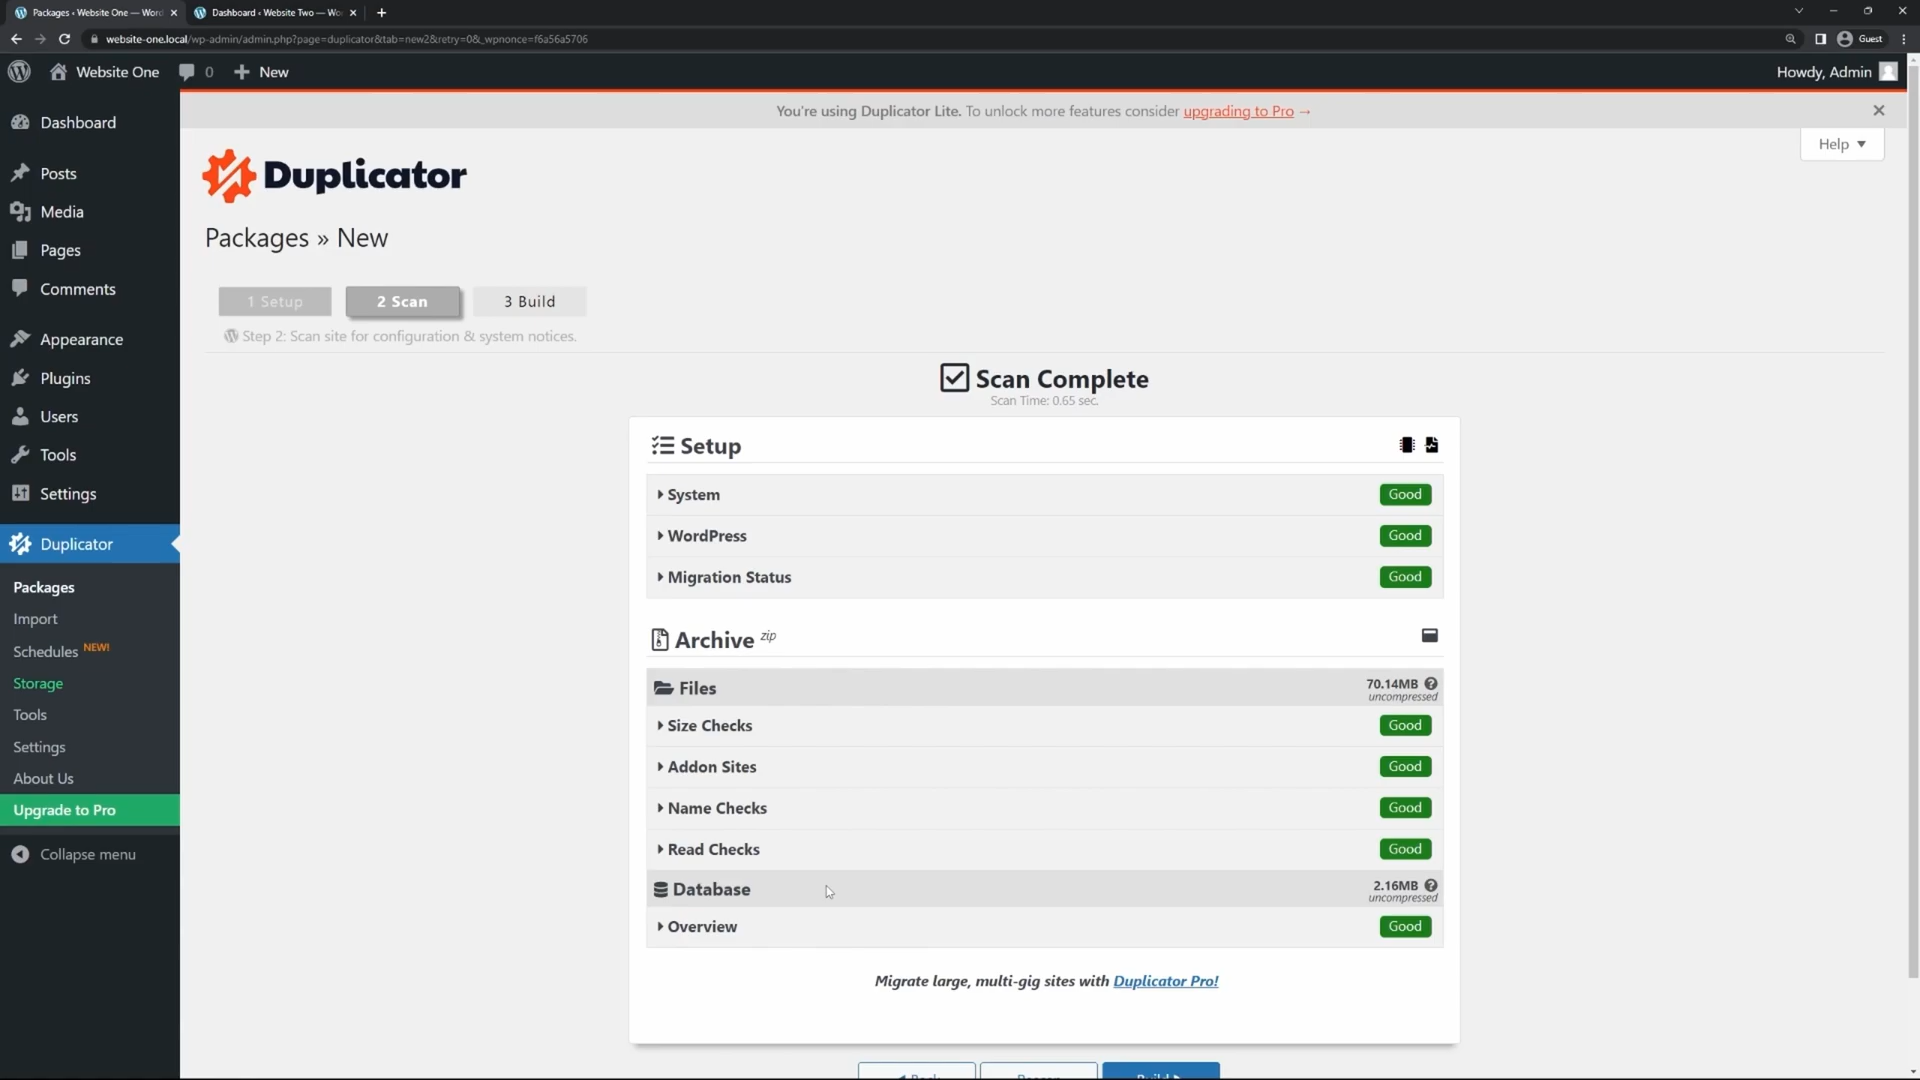 Packages ‹ Website One — Word
Dashboard ‹ Website Two — Wo
website-one.local/wp-admin/admin.php?page=duplicator&tab=new2&retry=0&_wpnonce=f6a56a5706
Guest
Website One
0
New
Howdy, Admin
You're using Duplicator Lite. To unlock more features consider upgrading to Pro →
Help
Dashboard
Posts
Media
Pages
Comments
Appearance
Plugins
Users
Tools
Settings
Duplicator
Packages
Import
Schedules NEW!
Storage
Tools
Settings
About Us
Upgrade to Pro
Collapse menu
Duplicator
Packages » New
1 Setup
2 Scan
3 Build
Step 2: Scan site for configuration & system notices.
Scan Complete
Scan Time: 0.65 sec.
Setup
System Good
WordPress Good
Migration Status Good
Archive zip
Files 70.14MB
uncompressed
Size Checks Good
Addon Sites Good
Name Checks Good
Read Checks Good
Database 2.16MB
uncompressed
Overview Good
Migrate large, multi-gig sites with Duplicator Pro!